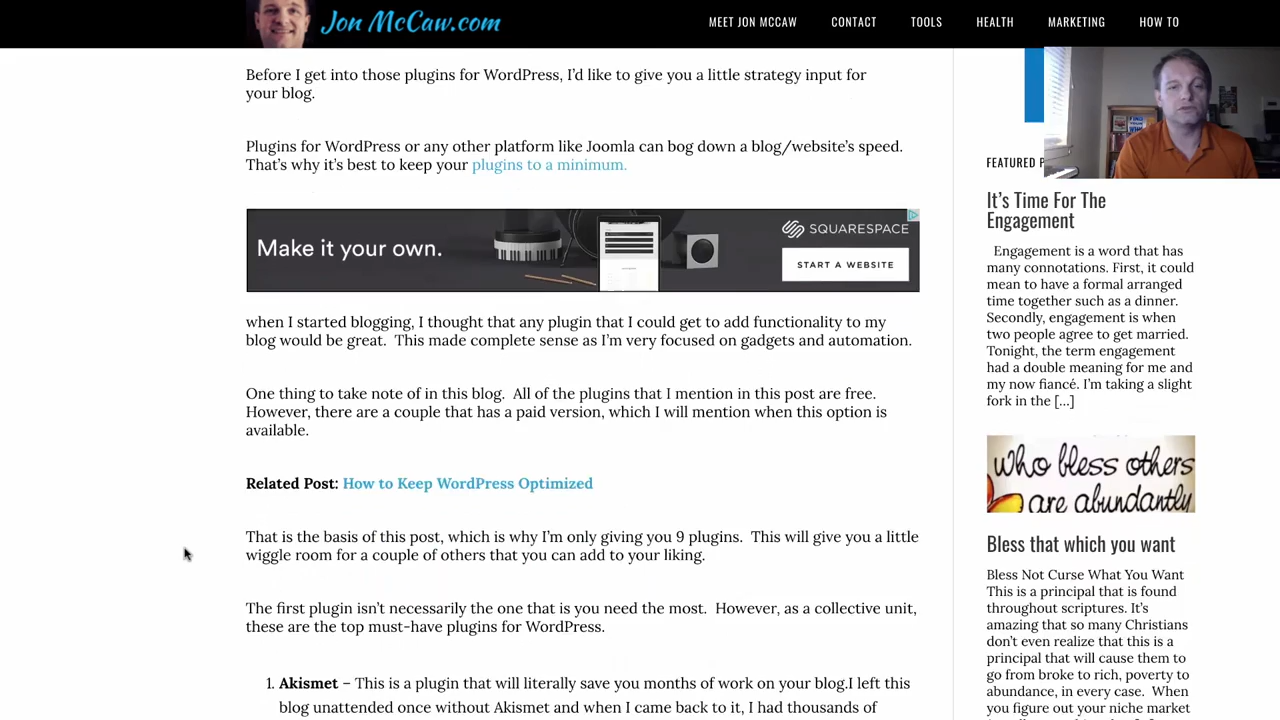 Jon McCaw.com
MEET JON MCCAW
CONTACT
TOOLS
HEALTH
MARKETING
HOW TO
Before I get into those plugins for WordPress, I’d like to give you a little strategy input for
your blog.
Plugins for WordPress or any other platform like Joomla can bog down a blog/website’s speed.
That’s why it’s best to keep your plugins to a minimum.
Make it your own.
SQUARESPACE
START A WEBSITE
when I started blogging, I thought that any plugin that I could get to add functionality to my
blog would be great.  This made complete sense as I’m very focused on gadgets and automation.
One thing to take note of in this blog.  All of the plugins that I mention in this post are free.
However, there are a couple that has a paid version, which I will mention when this option is
available.
Related Post: How to Keep WordPress Optimized
That is the basis of this post, which is why I’m only giving you 9 plugins.  This will give you a little
wiggle room for a couple of others that you can add to your liking.
The first plugin isn’t necessarily the one that is you need the most.  However, as a collective unit,
these are the top must-have plugins for WordPress.
1. Akismet – This is a plugin that will literally save you months of work on your blog.I left this
blog unattended once without Akismet and when I came back to it, I had thousands of
FEATURED P
It’s Time For The
Engagement
Engagement is a word that has
many connotations. First, it could
mean to have a formal arranged
time together such as a dinner.
Secondly, engagement is when
two people agree to get married.
Tonight, the term engagement
had a double meaning for me and
my now fiancé. I’m taking a slight
fork in the […]
who bless others
are abundantly
Bless that which you want
Bless Not Curse What You Want
This is a principal that is found
throughout scriptures. It’s
amazing that so many Christians
don’t even realize that this is a
principal that will cause them to
go from broke to rich, poverty to
abundance, in every case.  When
you figure out your niche market